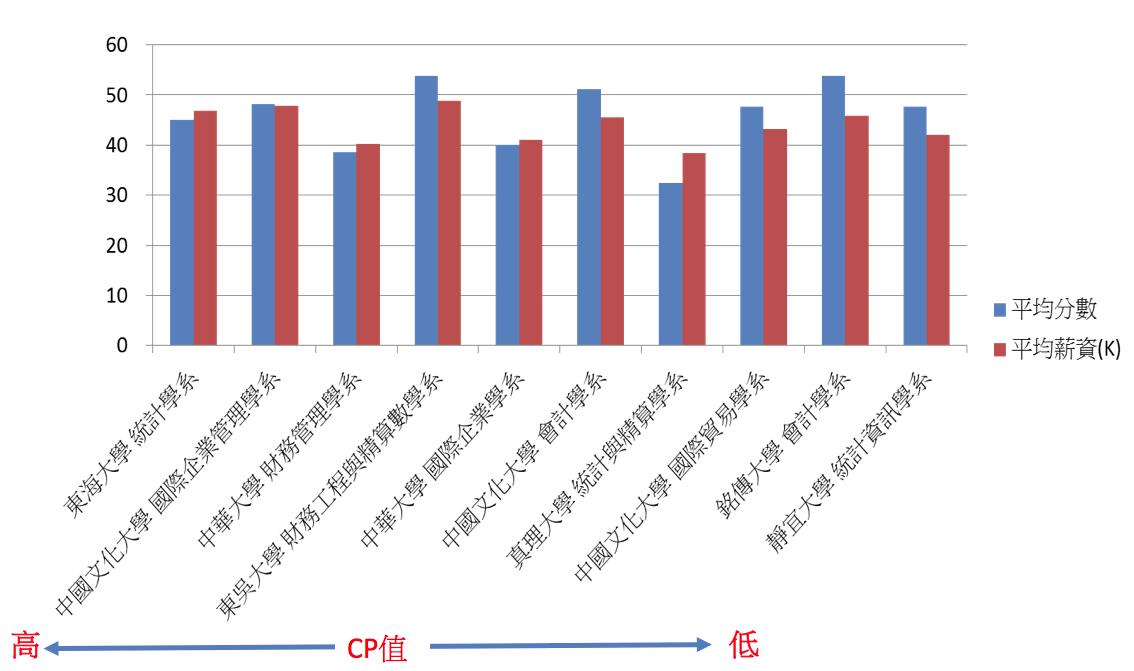 60
50
40
30
20
10
0
平均分數
平均薪資(K)
東海大學 統計學系
中國文化大學 國際企業管理學系
中華大學 財務管理學系
東吳大學 財務工程與精算數學系
中華大學 國際企業學系
中國文化大學 會計學系
真理大學 統計與精算學系
中國文化大學 國際貿易學系
銘傳大學 會計學系
靜宜大學 統計資訊學系
高 CP值 低